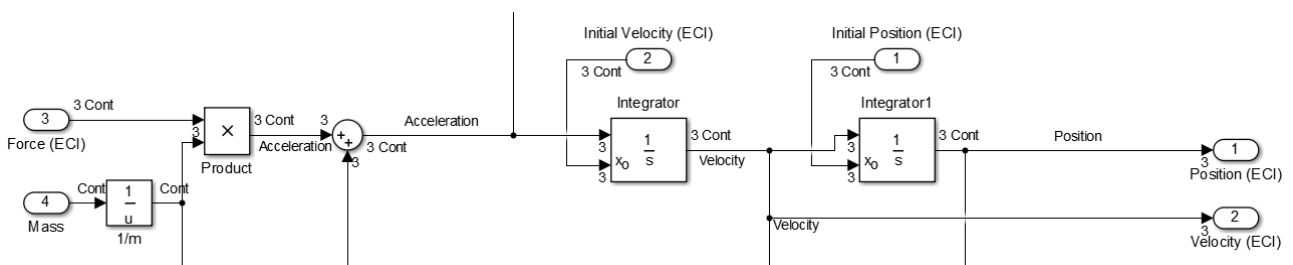 Initial Velocity (ECI)
2
3 Cont
Initial Position (ECI)
1
3 Cont
3
Force (ECI)
3 Cont
3
×
Product
3 Cont
Acceleration
3
+
+
3
3 Cont
Acceleration
Integrator
3
x0
3
1
s
3 Cont
Velocity
Integrator1
3
x0
3
1
s
3 Cont
Position
1
3
Position (ECI)
4
Mass
Cont
1
u
1/m
Cont
Velocity
2
3
Velocity (ECI)